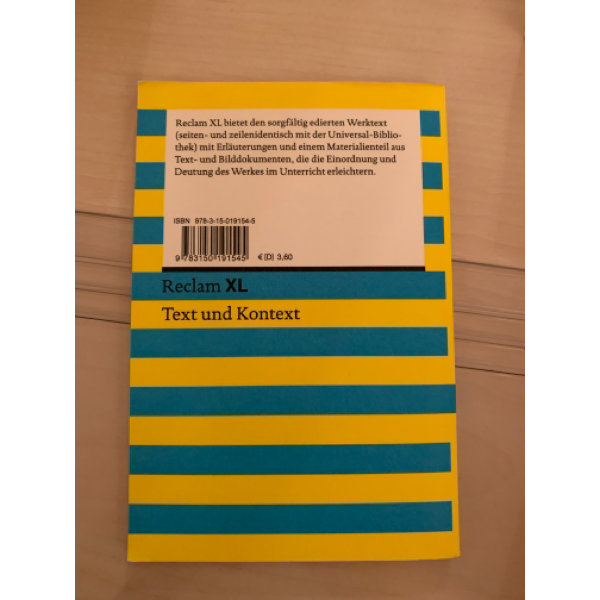 Reclam XL bietet den sorgfältig edierten Werktext
(seiten- und zeilenidentisch mit der Universal-Biblio-
thek) mit Erläuterungen und einem Materialienteil aus
Text- und Bilddokumenten, die die Einordnung und
Deutung des Werkes im Unterricht erleichtern.
ISBN 978-3-15-019154-5
9 783150 191545
€ [D] 3,60
Reclam XL
Text und Kontext